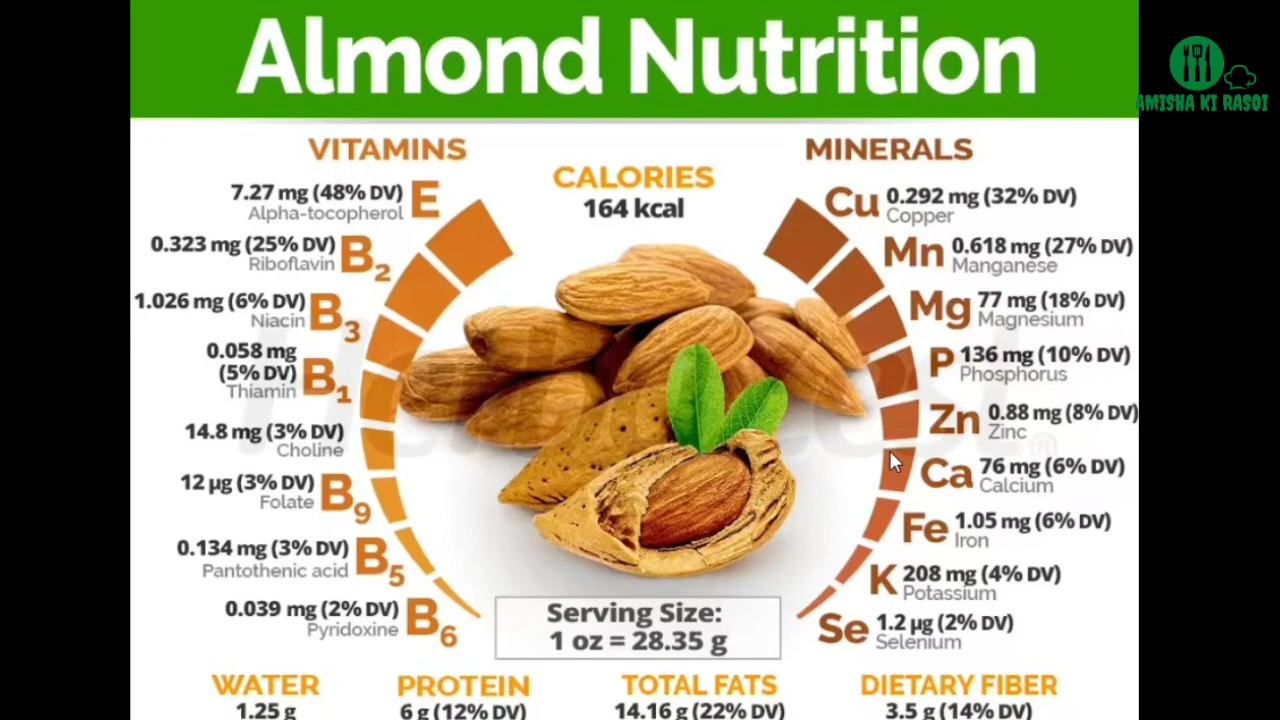 Almond Nutrition
AMISHA KI RASOI
VITAMINS
7.27 mg (48% DV) E
Alpha-tocopherol
0.323 mg (25% DV) B2
Riboflavin
1.026 mg (6% DV) B3
Niacin
0.058 mg
(5% DV) B1
Thiamin
14.8 mg (3% DV)
Choline
12 µg (3% DV) B9
Folate
0.134 mg (3% DV) B5
Pantothenic acid
0.039 mg (2% DV) B6
Pyridoxine
CALORIES
164 kcal
MINERALS
Cu 0.292 mg (32% DV)
Copper
Mn 0.618 mg (27% DV)
Manganese
Mg 77 mg (18% DV)
Magnesium
P 136 mg (10% DV)
Phosphorus
Zn 0.88 mg (8% DV)
Zinc
Ca 76 mg (6% DV)
Calcium
Fe 1.05 mg (6% DV)
Iron
K 208 mg (4% DV)
Potassium
Se 1.2 µg (2% DV)
Selenium
Serving Size:
1 oz = 28.35 g
WATER
1.25 g
PROTEIN
6 g (12% DV)
TOTAL FATS
14.16 g (22% DV)
DIETARY FIBER
3.5 g (14% DV)